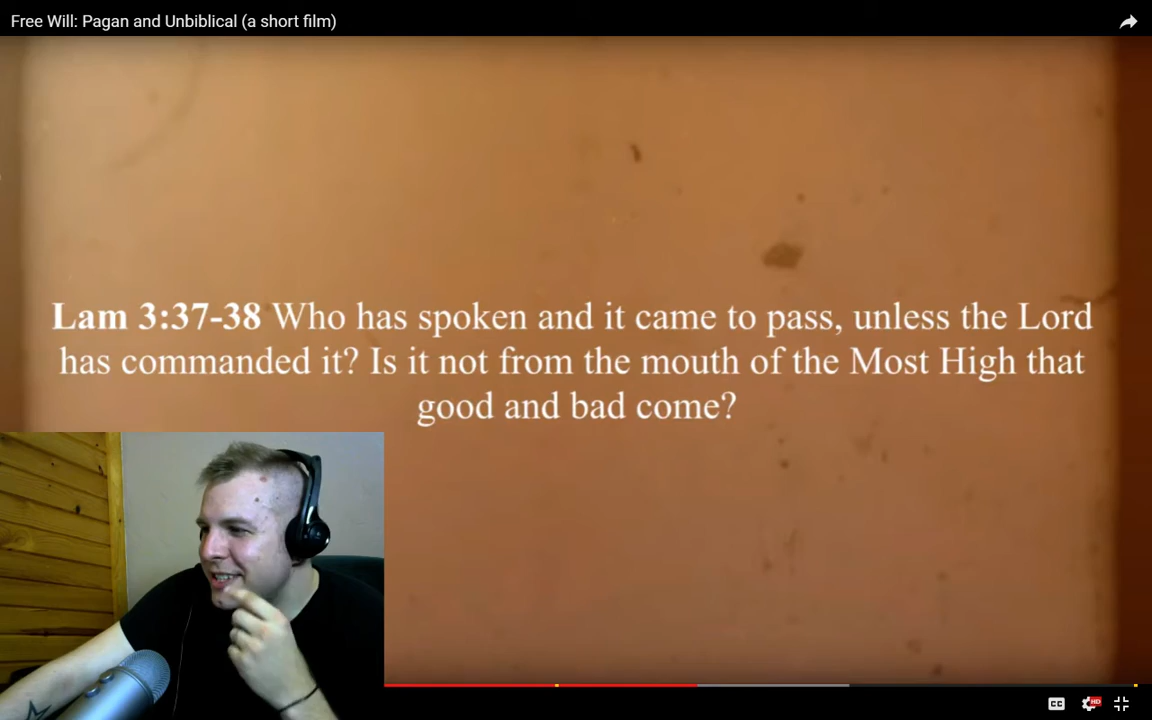 Free Will: Pagan and Unbiblical (a short film)
Lam 3:37-38 Who has spoken and it came to pass, unless the Lord
has commanded it? Is it not from the mouth of the Most High that
good and bad come?
CC
HD